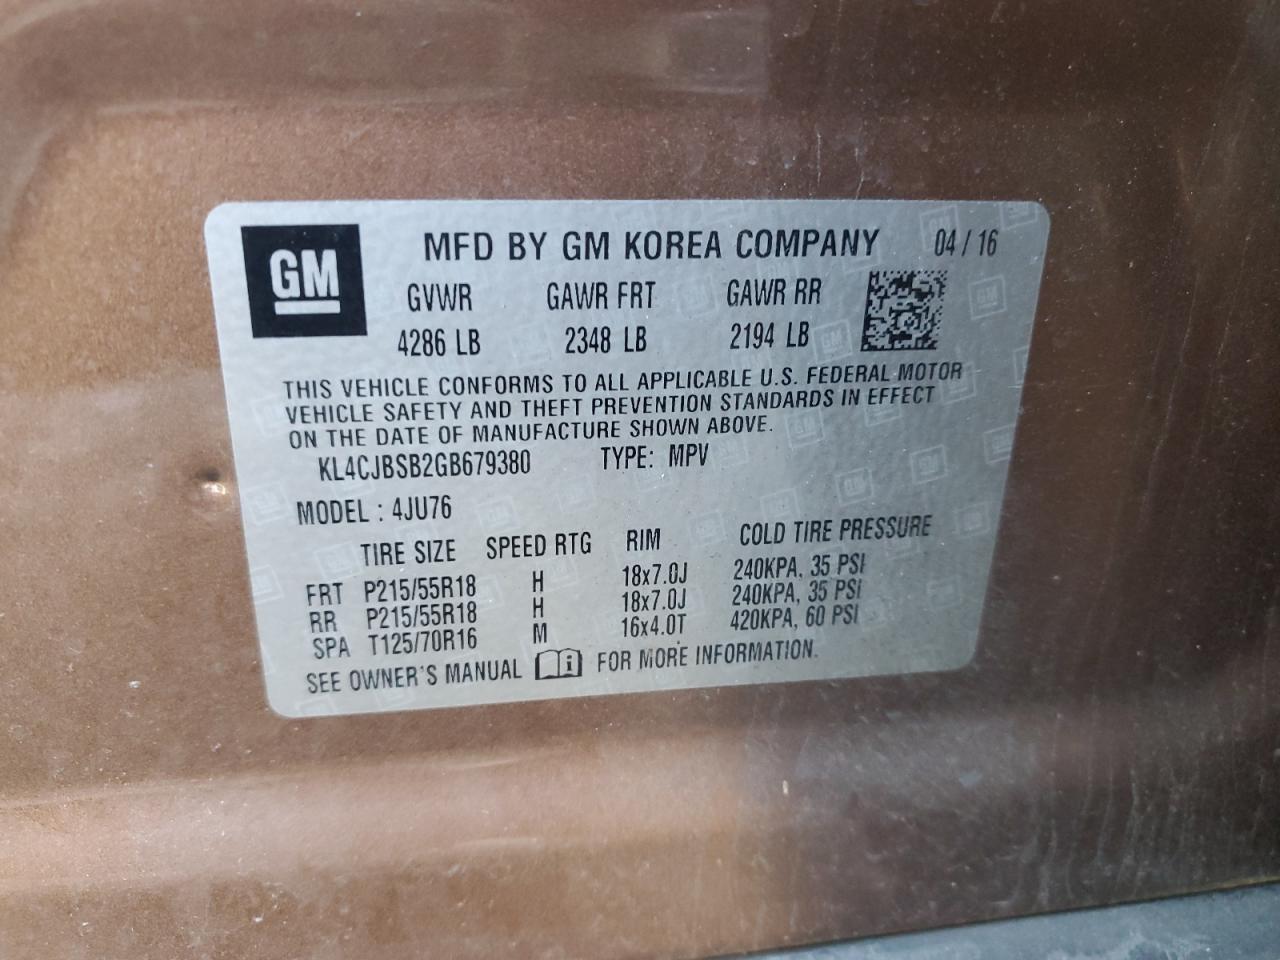 GM
MFD BY GM KOREA COMPANY 04/16
GVWR GAWR FRT GAWR RR
4286 LB 2348 LB 2194 LB
THIS VEHICLE CONFORMS TO ALL APPLICABLE U.S. FEDERAL MOTOR
VEHICLE SAFETY AND THEFT PREVENTION STANDARDS IN EFFECT
ON THE DATE OF MANUFACTURE SHOWN ABOVE.
KL4CJBSB2GB679380 TYPE: MPV
MODEL : 4JU76
TIRE SIZE SPEED RTG RIM COLD TIRE PRESSURE
FRT P215/55R18 H 18x7.0J 240KPA, 35 PSI
RR P215/55R18 H 18x7.0J 240KPA, 35 PSI
SPA T125/70R16 M 16x4.0T 420KPA, 60 PSI
SEE OWNER'S MANUAL i FOR MORE INFORMATION.